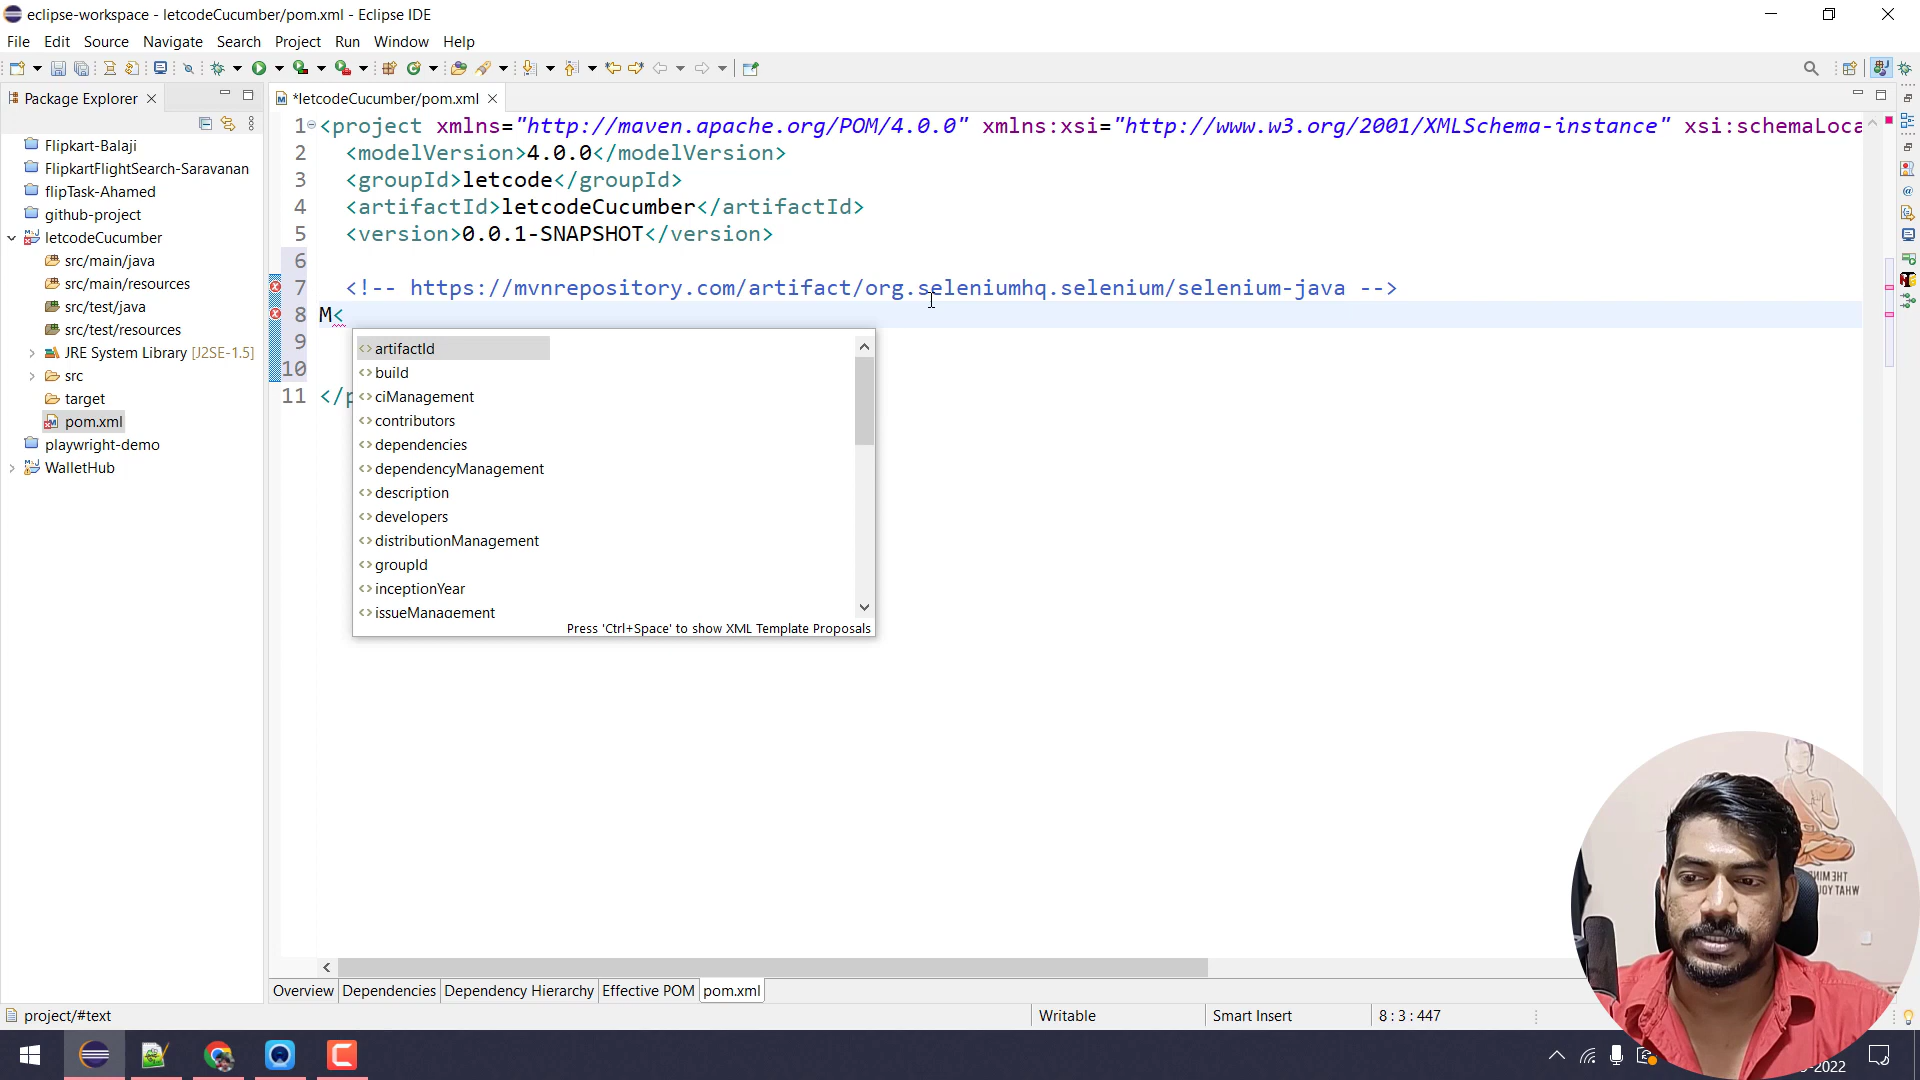 eclipse-workspace - letcodeCucumber/pom.xml - Eclipse IDE
File Edit Source Navigate Search Project Run Window Help
Package Explorer
*letcodeCucumber/pom.xml
Flipkart-Balaji
FlipkartFlightSearch-Saravanan
flipTask-Ahamed
github-project
letcodeCucumber
src/main/java
src/main/resources
src/test/java
src/test/resources
JRE System Library [J2SE-1.5]
src
target
pom.xml
playwright-demo
WalletHub
1 <project xmlns="http://maven.apache.org/POM/4.0.0" xmlns:xsi="http://www.w3.org/2001/XMLSchema-instance" xsi:schemaLoca
2 <modelVersion>4.0.0</modelVersion>
3 <groupId>letcode</groupId>
4 <artifactId>letcodeCucumber</artifactId>
5 <version>0.0.1-SNAPSHOT</version>
6
7 <!-- https://mvnrepository.com/artifact/org.seleniumhq.selenium/selenium-java -->
8 M<
9
10
11 </p
artifactId
build
ciManagement
contributors
dependencies
dependencyManagement
description
developers
distributionManagement
groupId
inceptionYear
issueManagement
Press 'Ctrl+Space' to show XML Template Proposals
THE MIND
WHAT YOU
Overview Dependencies Dependency Hierarchy Effective POM pom.xml
project/#text Writable Smart Insert 8 : 3 : 447
-2022